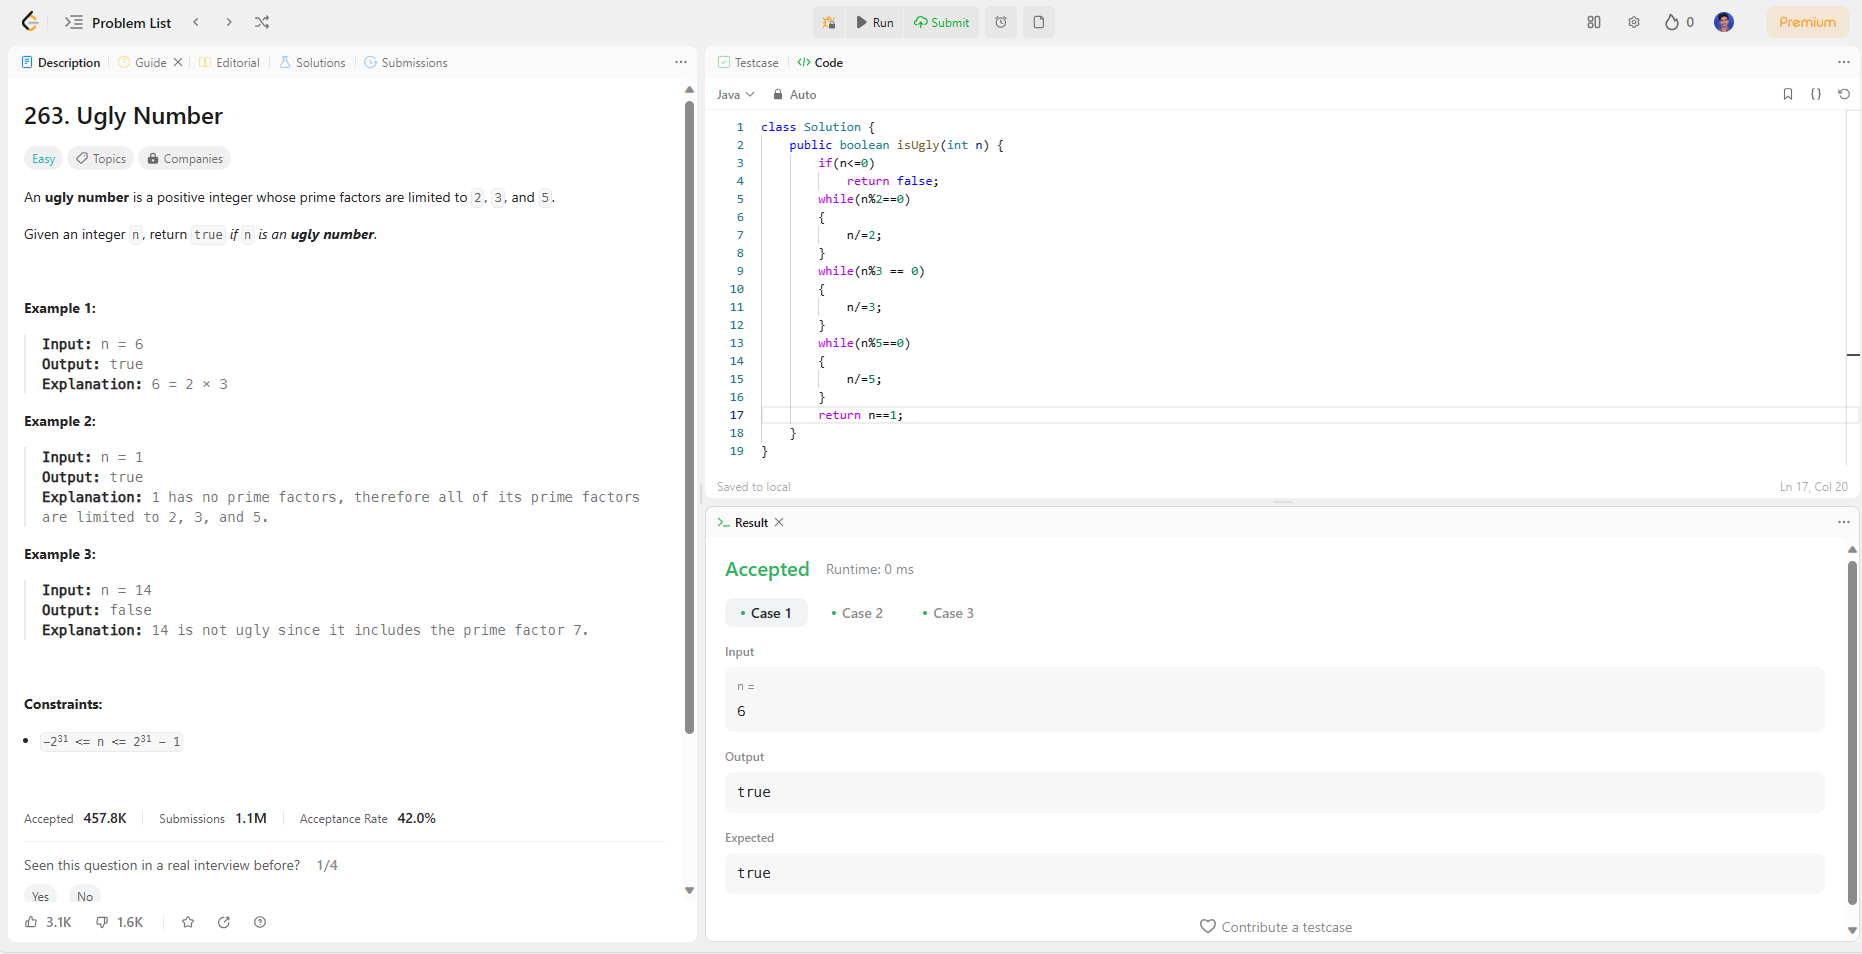 Problem List
Run
Submit
0
Premium
Description
Guide
Editorial
Solutions
Submissions
263. Ugly Number
Easy
Topics
Companies
An ugly number is a positive integer whose prime factors are limited to 2, 3, and 5.
Given an integer n, return true if n is an ugly number.
Example 1:
Input: n = 6
Output: true
Explanation: 6 = 2 × 3
Example 2:
Input: n = 1
Output: true
Explanation: 1 has no prime factors, therefore all of its prime factors
are limited to 2, 3, and 5.
Example 3:
Input: n = 14
Output: false
Explanation: 14 is not ugly since it includes the prime factor 7.
Constraints:
• -2³¹ <= n <= 2³¹ - 1
Accepted 457.8K Submissions 1.1M Acceptance Rate 42.0%
Seen this question in a real interview before? 1/4
Yes No
3.1K 1.6K
Testcase
</> Code
Java
Auto
{}
1 class Solution {
2     public boolean isUgly(int n) {
3         if(n<=0)
4             return false;
5         while(n%2==0)
6         {
7             n/=2;
8         }
9         while(n%3 == 0)
10         {
11             n/=3;
12         }
13         while(n%5==0)
14         {
15             n/=5;
16         }
17         return n==1;
18     }
19 }
Saved to local
Ln 17, Col 20
>_ Result
Accepted Runtime: 0 ms
• Case 1 • Case 2 • Case 3
Input
n =
6
Output
true
Expected
true
Contribute a testcase